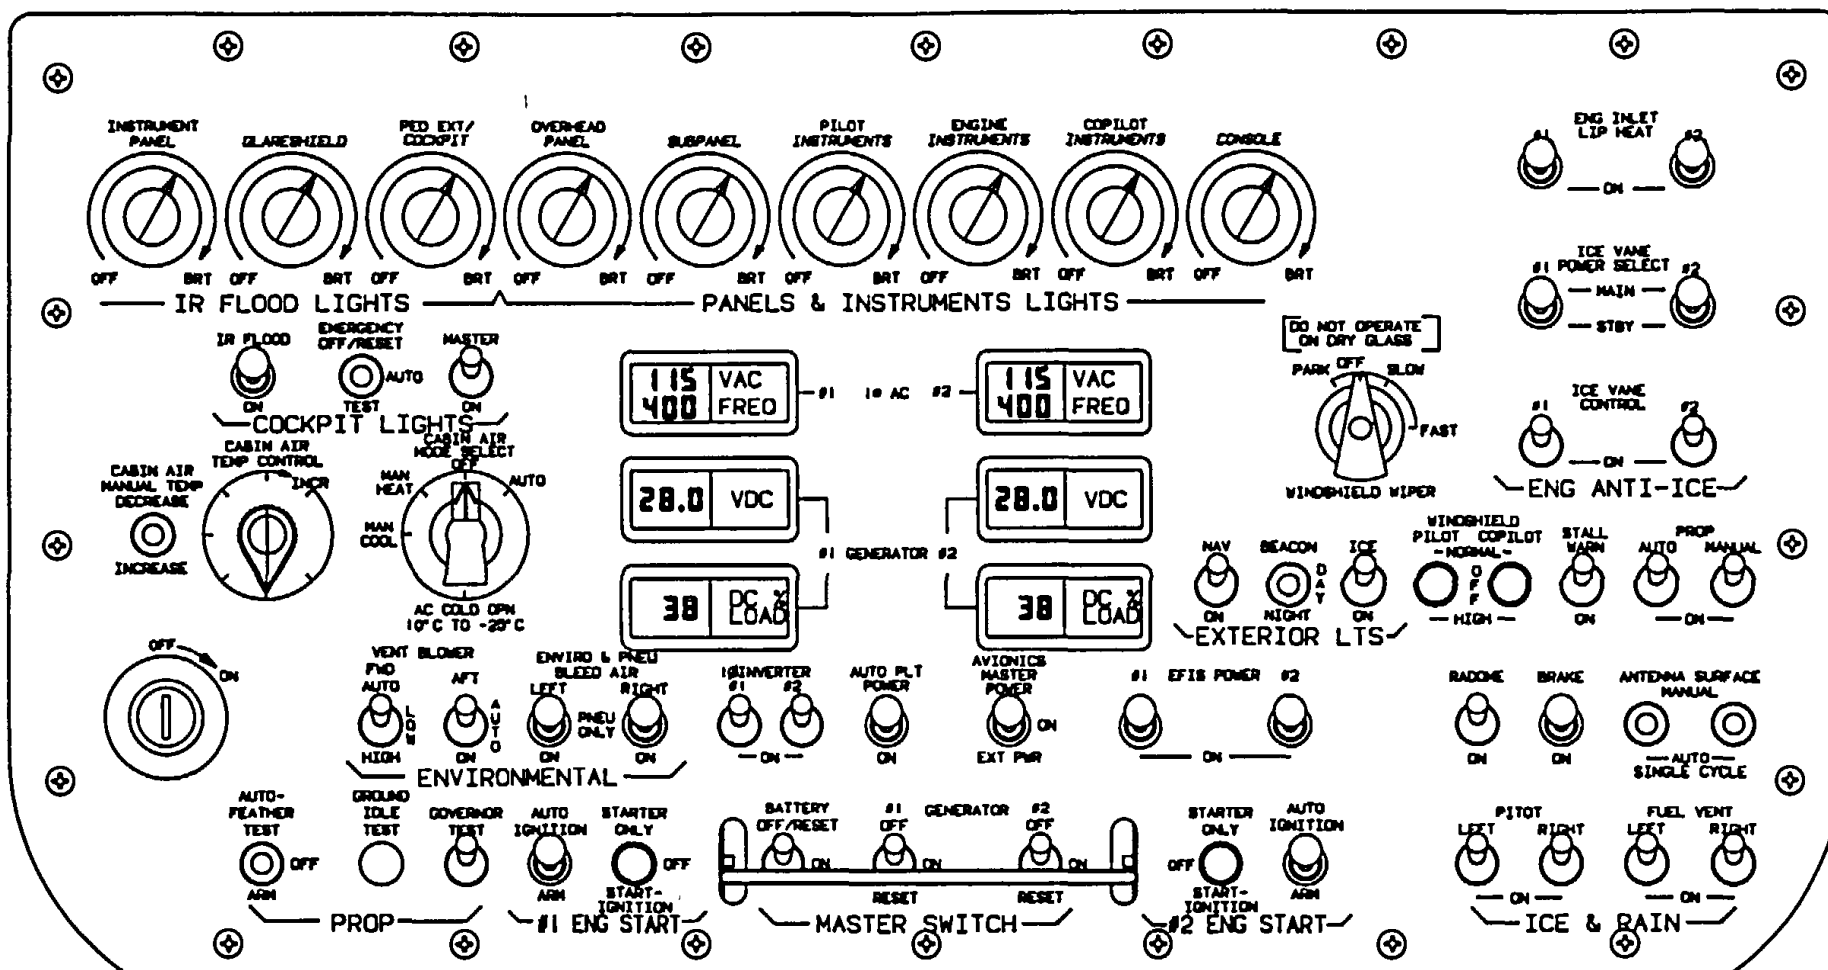 INSTRUMENT
PANEL
GLARESHIELD
PED EXT/
COCKPIT
OVERHEAD
PANEL
SUBPANEL
PILOT
INSTRUMENTS
ENGINE
INSTRUMENTS
COPILOT
INSTRUMENTS
CONSOLE
OFF BRT OFF BRT OFF BRT OFF BRT OFF BRT OFF BRT OFF BRT OFF BRT OFF BRT
IR FLOOD LIGHTS
PANELS & INSTRUMENTS LIGHTS
ENG INLET
LIP HEAT
#1 #2
ON
ICE VANE
POWER SELECT
#1 #2
MAIN
STBY
ICE VANE
CONTROL
#1 #2
ON
ENG ANTI-ICE
IR FLOOD
ON
EMERGENCY
OFF/RESET
AUTO
TEST
MASTER
ON
COCKPIT LIGHTS
115 VAC
400 FREQ
#1 1ø AC #2
115 VAC
400 FREQ
28.0 VDC
28.0 VDC
#1 GENERATOR #2
38 DC %
LOAD
38 DC %
LOAD
DO NOT OPERATE
ON DRY GLASS
PARK OFF SLOW
FAST
WINDSHIELD WIPER
CABIN AIR
MANUAL TEMP
DECREASE
INCREASE
CABIN AIR
TEMP CONTROL
INCR
CABIN AIR
MODE SELECT
OFF
AUTO
MAN
HEAT
MAN
COOL
AC COLD OPN
10°C TO -25°C
NAV
ON
BEACON
DAY
NIGHT
ICE
ON
EXTERIOR LTS
WINDSHIELD
PILOT COPILOT
NORMAL
OFF
HIGH
STALL
WARN
ON
PROP
AUTO MANUAL
ON
OFF
ON
VENT BLOWER
FWD
AUTO
LOW
HIGH
AFT
AUTO
ON
ENVIRO & PNEU
BLEED AIR
LEFT RIGHT
PNEU
ONLY
ON ON
ENVIRONMENTAL
1ø INVERTER
#1 #2
ON
AUTO PLT
POWER
ON
AVIONICS
MASTER
POWER
ON
EXT PWR
#1 EFIS POWER #2
ON
RADOME
ON
BRAKE
ON
ANTENNA SURFACE
MANUAL
AUTO
SINGLE CYCLE
AUTO-
FEATHER
TEST
OFF
ARM
GROUND
IDLE
TEST
GOVERNOR
TEST
PROP
AUTO
IGNITION
ARM
STARTER
ONLY
OFF
START-
IGNITION
#1 ENG START
BATTERY
OFF/RESET
ON
#1 GENERATOR #2
OFF OFF
ON ON
RESET RESET
MASTER SWITCH
STARTER
ONLY
OFF
START-
IGNITION
AUTO
IGNITION
ARM
#2 ENG START
PITOT
LEFT RIGHT
ON
FUEL VENT
LEFT RIGHT
ON
ICE & RAIN